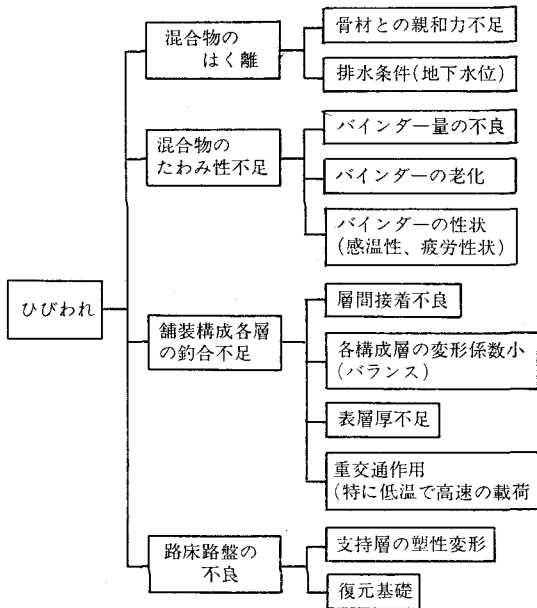 ひびわれ
混合物の
はく離
骨材との親和力不足
排水条件(地下水位)
混合物の
たわみ性不足
バインダー量の不良
バインダーの老化
バインダーの性状
(感温性、疲労性状)
舗装構成各層
の釣合不足
層間接着不良
各構成層の変形係数小
(バランス)
表層厚不足
重交通作用
(特に低温で高速の載荷
路床路盤の
不良
支持層の塑性変形
復元基礎